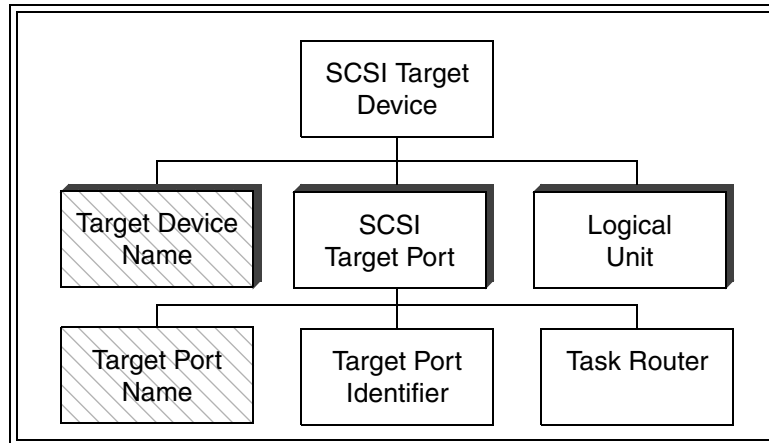 SCSI Target
Device
Target Device
Name
SCSI
Target Port
Logical
Unit
Target Port
Name
Target Port
Identifier
Task Router